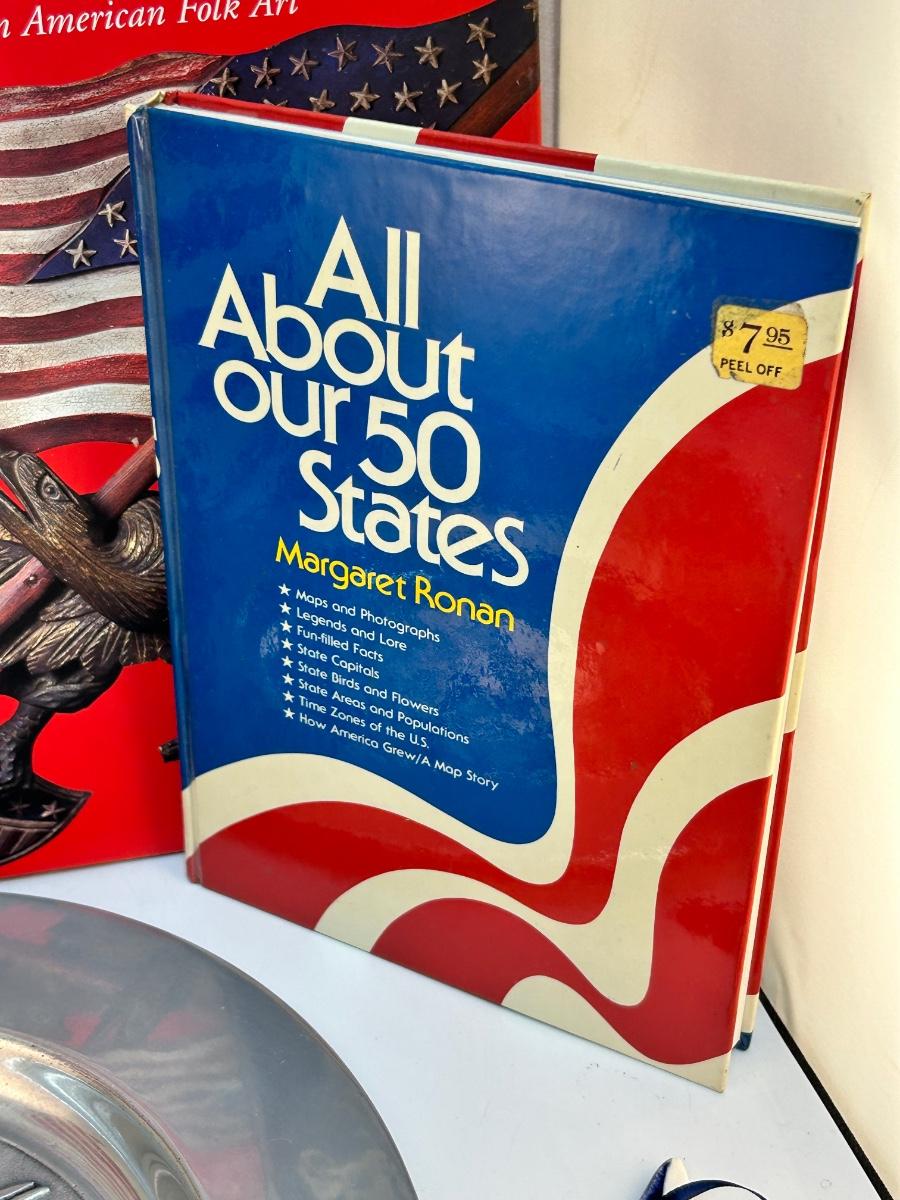 American Folk Art
All
About
our 50
States
$7.95
PEEL OFF
Margaret Ronan
★ Maps and Photographs
★ Legends and Lore
★ Fun-filled Facts
★ State Capitals
★ State Birds and Flowers
★ State Areas and Populations
★ Time Zones of the U.S.
★ How America Grew/A Map Story